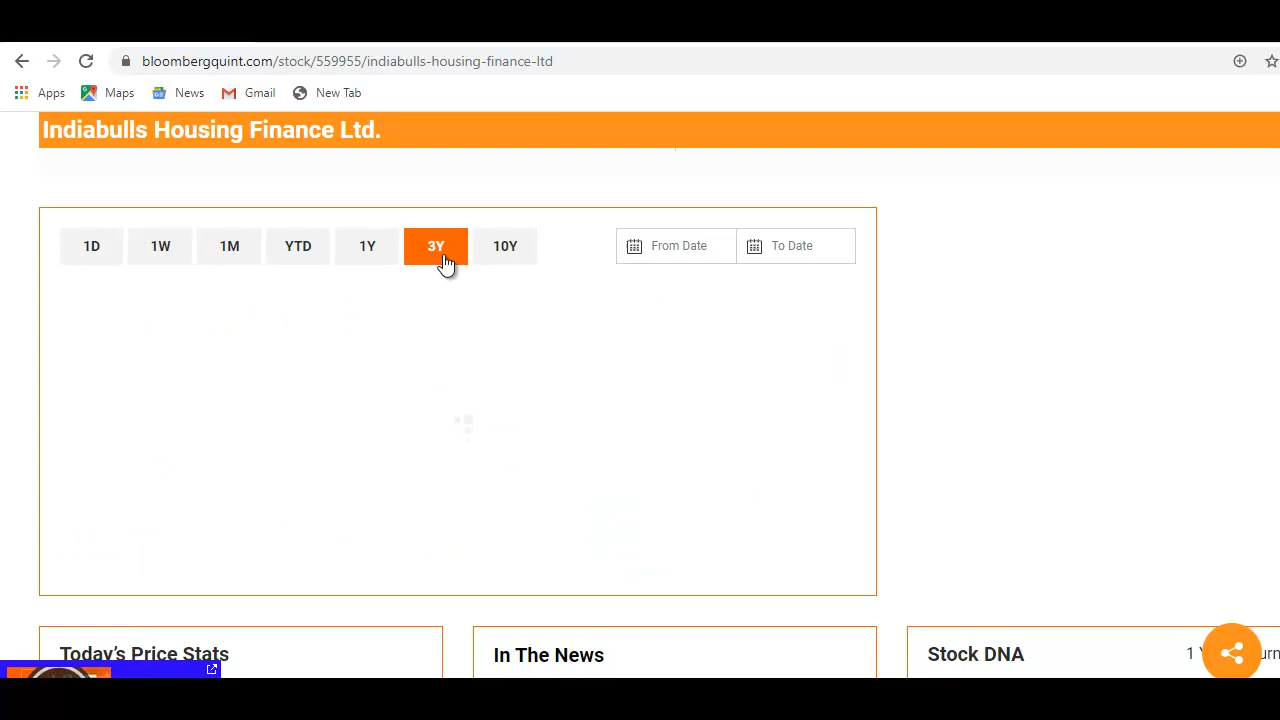 bloombergquint.com/stock/559955/indiabulls-housing-finance-ltd
Apps Maps News Gmail New Tab
Indiabulls Housing Finance Ltd.
1D 1W 1M YTD 1Y 3Y 10Y From Date To Date
Today's Price Stats In The News Stock DNA 1